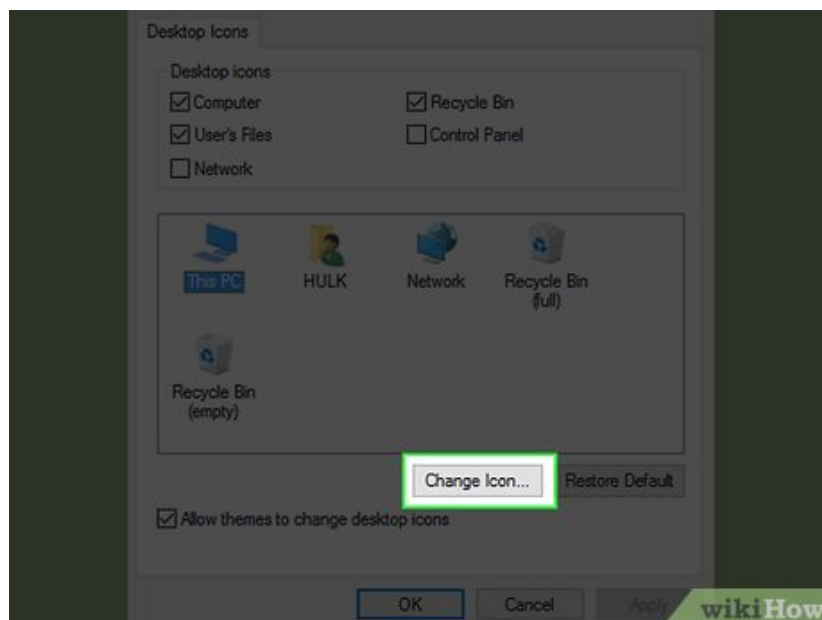 Desktop Icons
Desktop icons
Computer
Recycle Bin
User's Files
Control Panel
Network
This PC
HULK
Network
Recycle Bin
(full)
Recycle Bin
(empty)
Change Icon...
Restore Default
Allow themes to change desktop icons
OK
Cancel
Apply
wikiHow